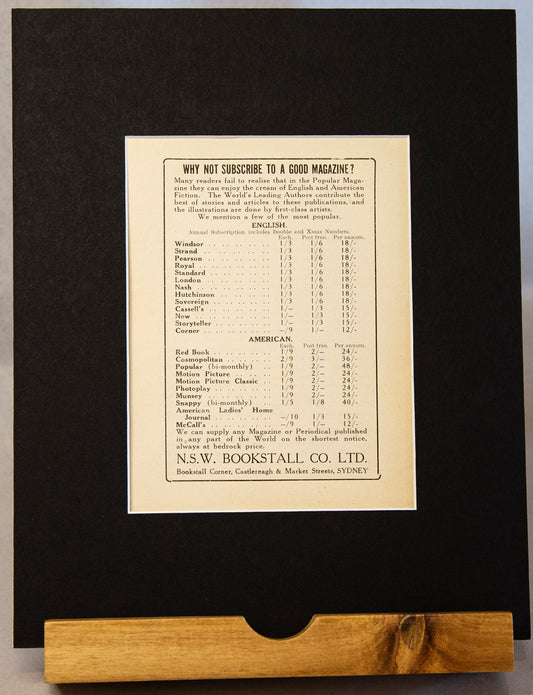 WHY NOT SUBSCRIBE TO A GOOD MAGAZINE?
Many readers fail to realise that in the Popular Maga-
zine they can enjoy the cream of English and American
Fiction. The World's Leading Authors contribute the
best of stories and articles to these publications, and
the illustrations are done by first-class artists.
We mention a few of the most popular.
ENGLISH.
Annual Subscription includes Double and Xmas Numbers.
Each. Post free. Per annum.
Windsor . . . . . . . . . . 1/3 1/6 18/-
Strand . . . . . . . . . . . 1/3 1/6 18/-
Pearson . . . . . . . . . . 1/3 1/6 18/-
Royal . . . . . . . . . . . 1/3 1/6 18/-
Standard . . . . . . . . . 1/3 1/6 18/-
London . . . . . . . . . . 1/3 1/6 18/-
Nash . . . . . . . . . . . 1/3 1/6 18/-
Hutchinson . . . . . . . . 1/3 1/6 18/-
Sovereign . . . . . . . . . 1/3 1/6 18/-
Cassell's . . . . . . . . . 1/– 1/3 15/-
New . . . . . . . . . . . . 1/– 1/3 15/-
Storyteller . . . . . . . . 1/– 1/3 15/-
Corner . . . . . . . . . . –/9 1/– 12/-
AMERICAN.
Each. Post free. Per annum.
Red Book . . . . . . . . . 1/9 2/– 24/-
Cosmopolitan . . . . . . . 2/9 3/– 36/-
Popular (bi-monthly) . . . 1/9 2/– 48/-
Motion Picture . . . . . . 1/9 2/– 24/-
Motion Picture Classic . . 1/9 2/– 24/-
Photoplay . . . . . . . . . 1/9 2/– 24/-
Munsey . . . . . . . . . . 1/9 2/– 24/-
Snappy (bi-monthly) . . . 1/5 1/8 40/-
American Ladies' Home
Journal . . . . . . . . . –/10 1/3 15/-
McCall's . . . . . . . . . –/9 1/– 12/-
We can supply any Magazine or Periodical published
in any part of the World on the shortest notice,
always at bedrock price.
N.S.W. BOOKSTALL CO. LTD.
Bookstall Corner, Castlereagh & Market Streets, SYDNEY